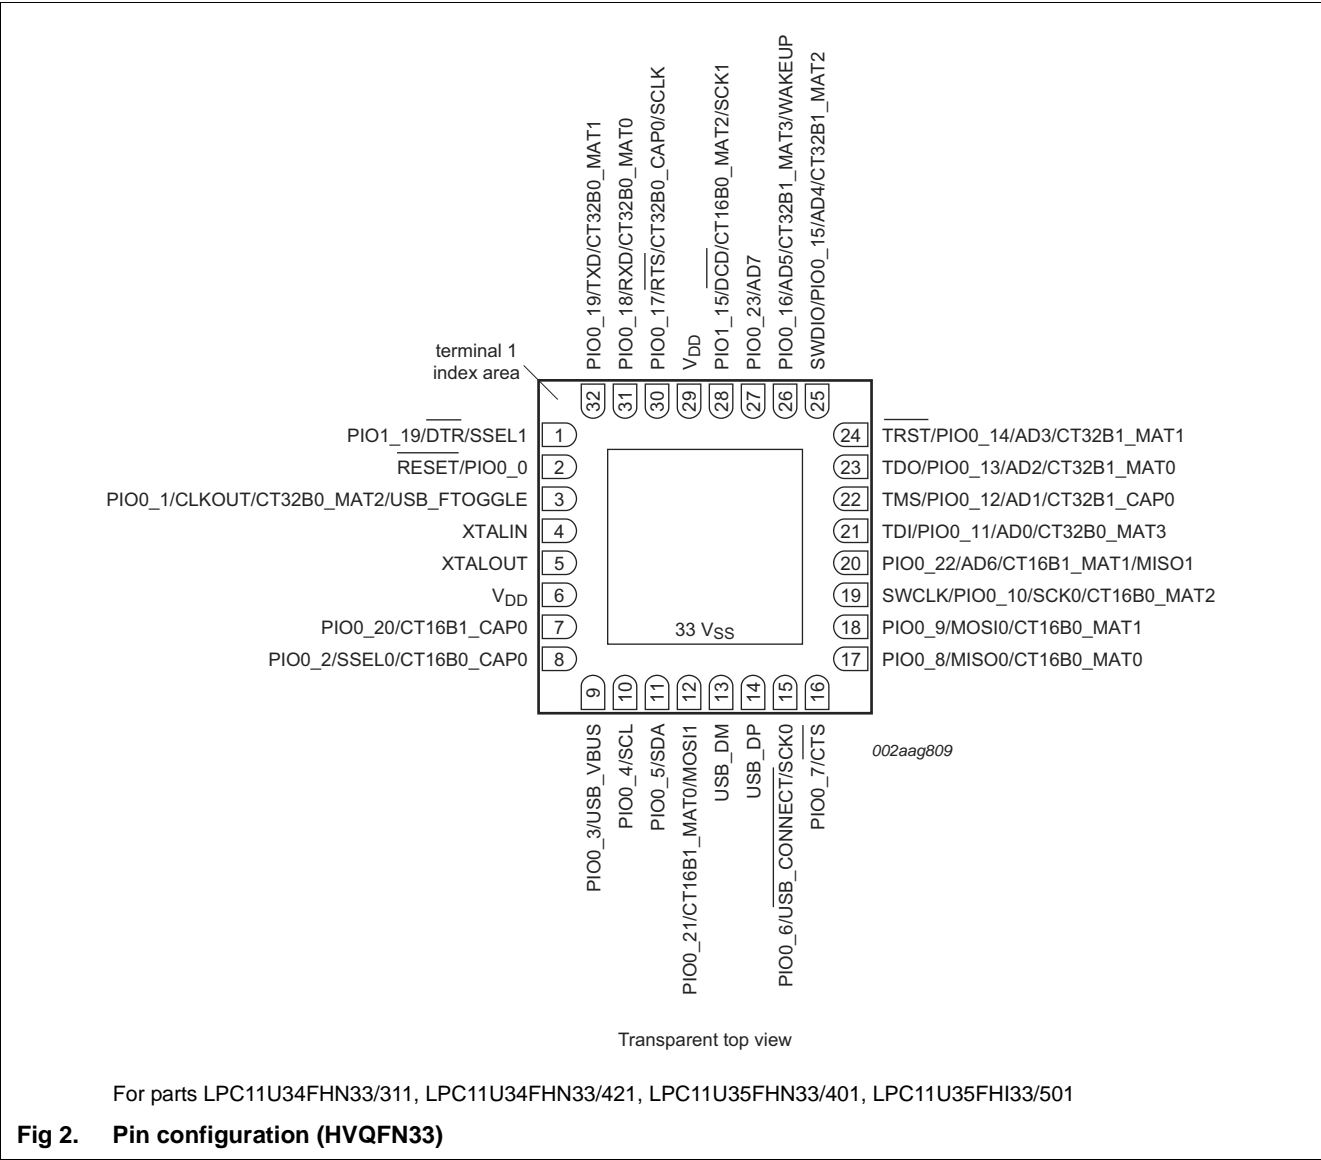 PIO0_19/TXD/CT32B0_MAT1
PIO0_18/RXD/CT32B0_MAT0
PIO0_17/RTS/CT32B0_CAP0/SCLK
VDD
PIO1_15/DCD/CT16B0_MAT2/SCK1
PIO0_23/AD7
PIO0_16/AD5/CT32B1_MAT3/WAKEUP
SWDIO/PIO0_15/AD4/CT32B1_MAT2
terminal 1
index area
32 31 30 29 28 27 26 25
PIO1_19/DTR/SSEL1 1
RESET/PIO0_0 2
PIO0_1/CLKOUT/CT32B0_MAT2/USB_FTOGGLE 3
XTALIN 4
XTALOUT 5
VDD 6
PIO0_20/CT16B1_CAP0 7
PIO0_2/SSEL0/CT16B0_CAP0 8
24 TRST/PIO0_14/AD3/CT32B1_MAT1
23 TDO/PIO0_13/AD2/CT32B1_MAT0
22 TMS/PIO0_12/AD1/CT32B1_CAP0
21 TDI/PIO0_11/AD0/CT32B0_MAT3
20 PIO0_22/AD6/CT16B1_MAT1/MISO1
19 SWCLK/PIO0_10/SCK0/CT16B0_MAT2
18 PIO0_9/MOSI0/CT16B0_MAT1
17 PIO0_8/MISO0/CT16B0_MAT0
33 VSS
9 10 11 12 13 14 15 16
PIO0_3/USB_VBUS
PIO0_4/SCL
PIO0_5/SDA
PIO0_21/CT16B1_MAT0/MOSI1
USB_DM
USB_DP
PIO0_6/USB_CONNECT/SCK0
PIO0_7/CTS
002aag809
Transparent top view
For parts LPC11U34FHN33/311, LPC11U34FHN33/421, LPC11U35FHN33/401, LPC11U35FHI33/501
Fig 2. Pin configuration (HVQFN33)